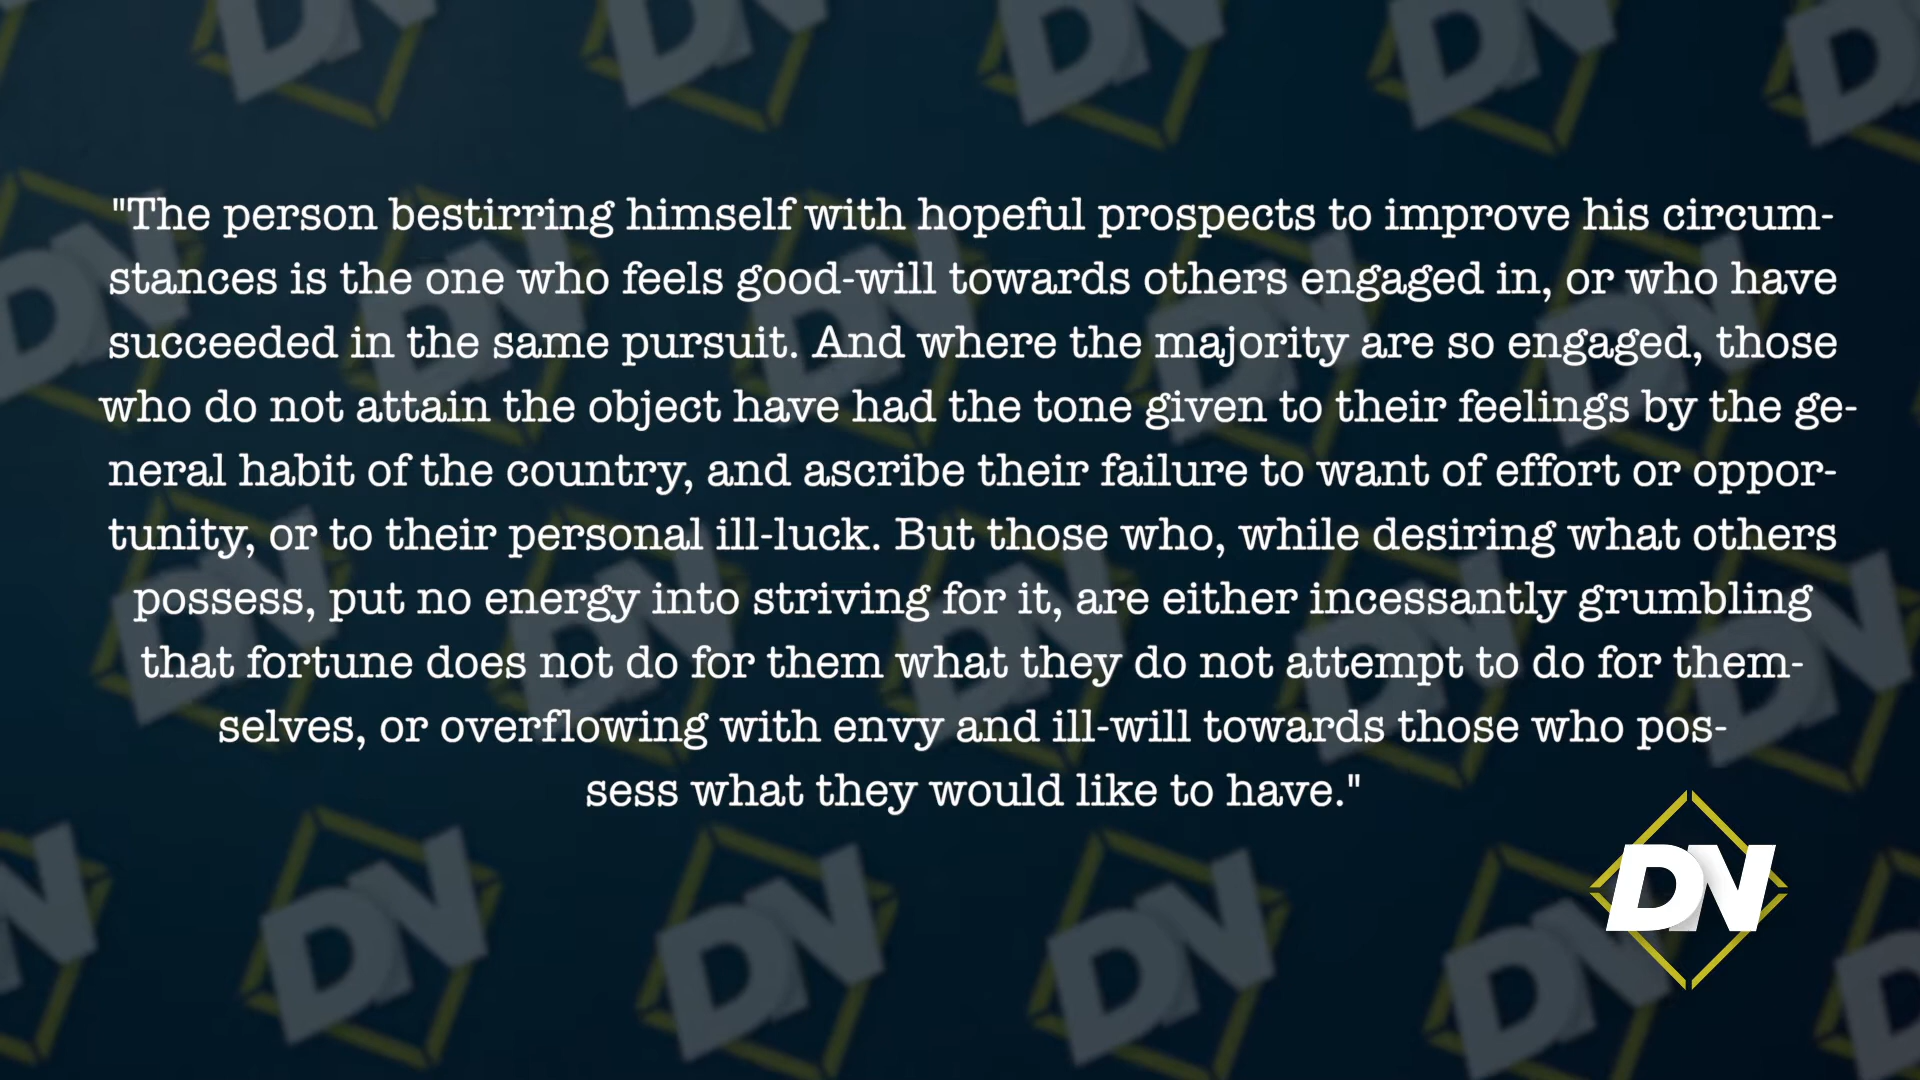 "The person bestirring himself with hopeful prospects to improve his circum-
stances is the one who feels good-will towards others engaged in, or who have
succeeded in the same pursuit. And where the majority are so engaged, those
who do not attain the object have had the tone given to their feelings by the ge-
neral habit of the country, and ascribe their failure to want of effort or oppor-
tunity, or to their personal ill-luck. But those who, while desiring what others
possess, put no energy into striving for it, are either incessantly grumbling
that fortune does not do for them what they do not attempt to do for them-
selves, or overflowing with envy and ill-will towards those who pos-
sess what they would like to have."
DN